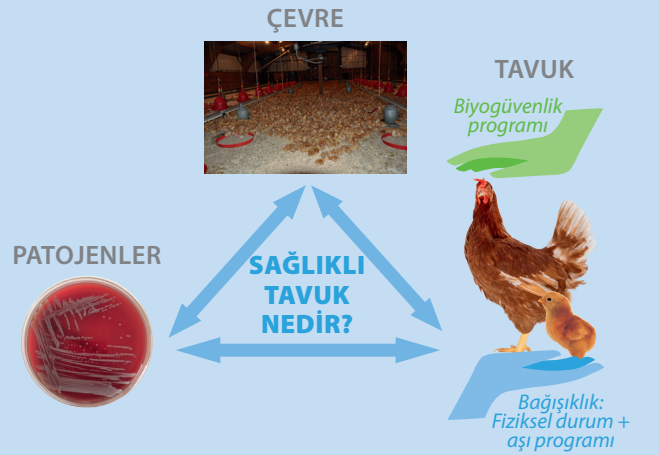 ÇEVRE
TAVUK
Biyogüvenlik
programı
PATOJENLER
SAĞLIKLI
TAVUK
NEDİR?
Bağışıklık:
Fiziksel durum +
aşı programı